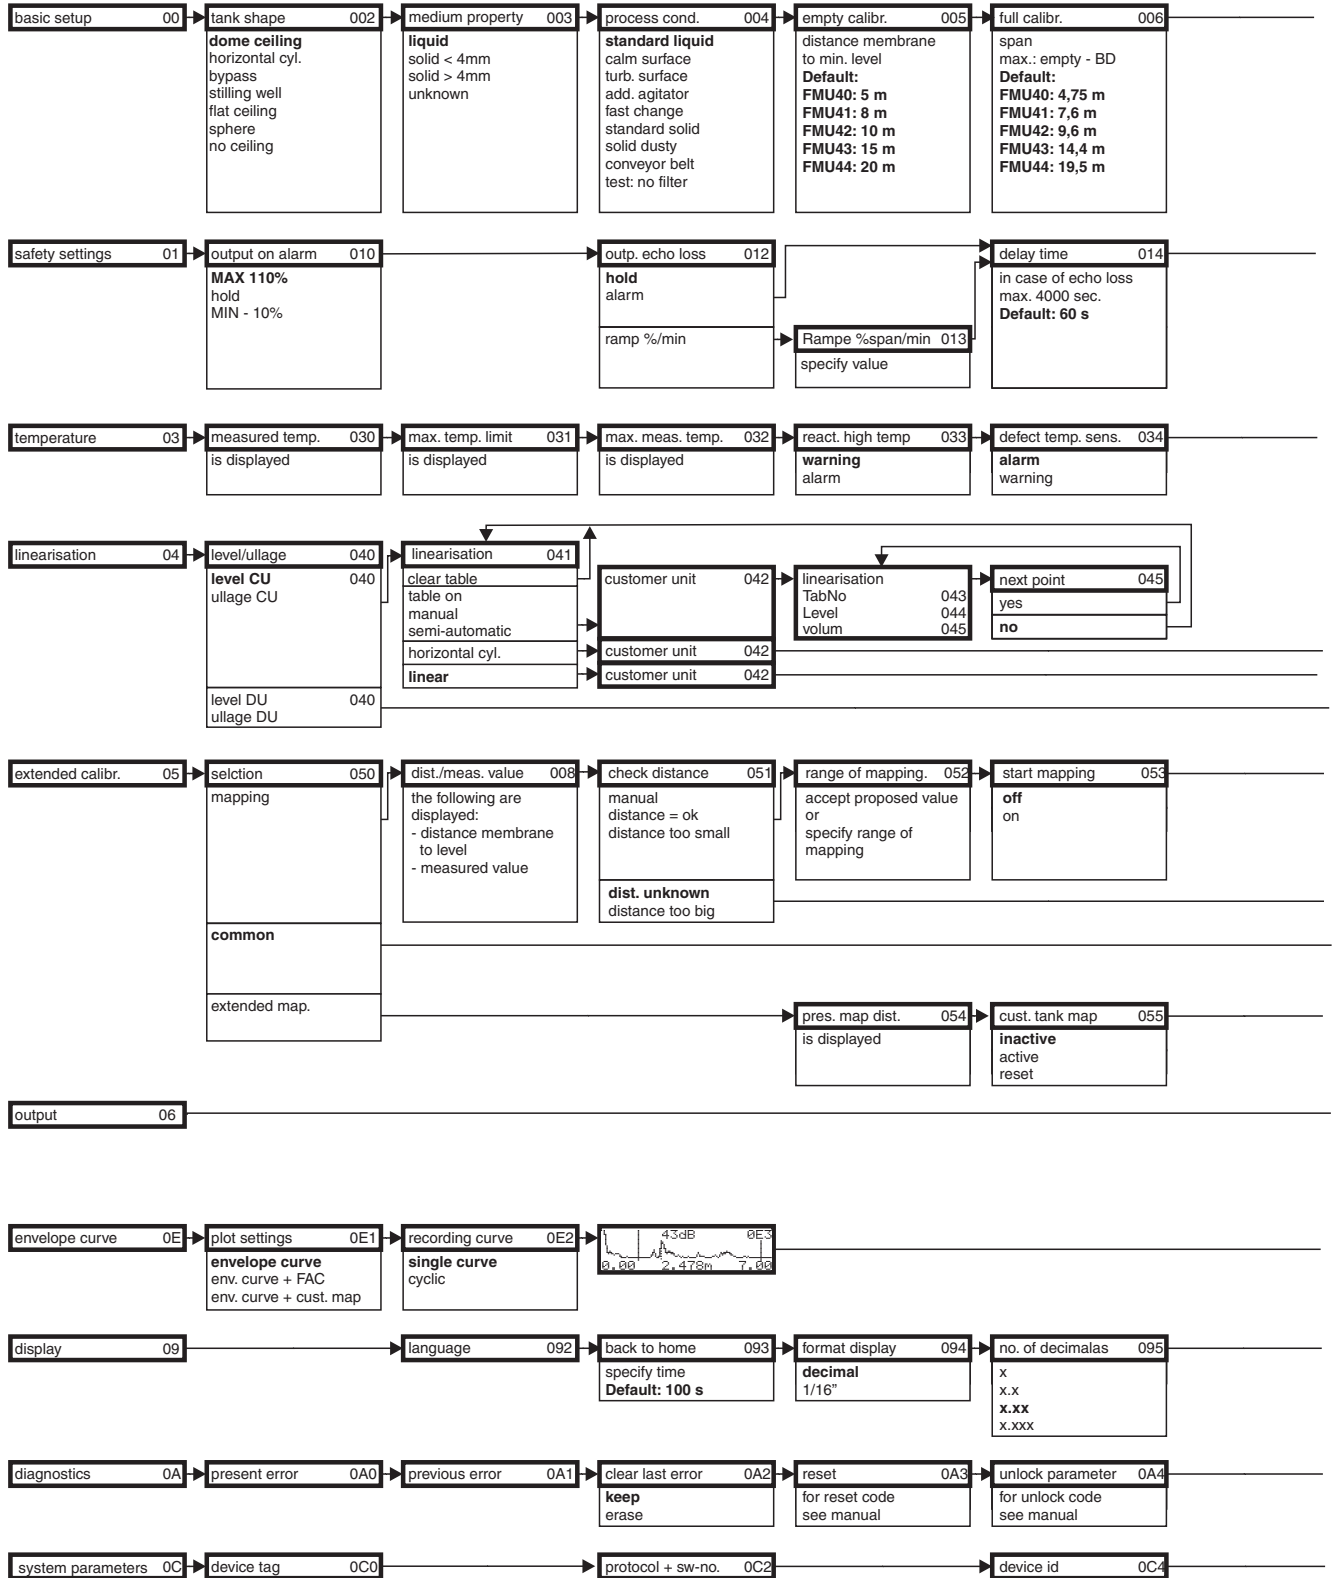 basic setup 00
tank shape 002
dome ceiling
horizontal cyl.
bypass
stilling well
flat ceiling
sphere
no ceiling
medium property 003
liquid
solid < 4mm
solid > 4mm
unknown
process cond. 004
standard liquid
calm surface
turb. surface
add. agitator
fast change
standard solid
solid dusty
conveyor belt
test: no filter
empty calibr. 005
distance membrane
to min. level
Default:
FMU40: 5 m
FMU41: 8 m
FMU42: 10 m
FMU43: 15 m
FMU44: 20 m
full calibr. 006
span
max.: empty - BD
Default:
FMU40: 4,75 m
FMU41: 7,6 m
FMU42: 9,6 m
FMU43: 14,4 m
FMU44: 19,5 m
safety settings 01
output on alarm 010
MAX 110%
hold
MIN - 10%
outp. echo loss 012
hold
alarm
ramp %/min
Rampe %span/min 013
specify value
delay time 014
in case of echo loss
max. 4000 sec.
Default: 60 s
temperature 03
measured temp. 030
is displayed
max. temp. limit 031
is displayed
max. meas. temp. 032
is displayed
react. high temp 033
warning
alarm
defect temp. sens. 034
alarm
warning
linearisation 04
level/ullage 040
level CU 040
ullage CU
level DU 040
ullage DU
linearisation 041
clear table
table on
manual
semi-automatic
horizontal cyl.
linear
customer unit 042
customer unit 042
customer unit 042
linearisation
TabNo 043
Level 044
volum 045
next point 045
yes
no
extended calibr. 05
selction 050
mapping
common
extended map.
dist./meas. value 008
the following are
displayed:
- distance membrane
to level
- measured value
check distance 051
manual
distance = ok
distance too small
dist. unknown
distance too big
range of mapping. 052
accept proposed value
or
specify range of
mapping
start mapping 053
off
on
pres. map dist. 054
is displayed
cust. tank map 055
inactive
active
reset
output 06
envelope curve 0E
plot settings 0E1
envelope curve
env. curve + FAC
env. curve + cust. map
recording curve 0E2
single curve
cyclic
43dB 0E3
0.00 2.478m 7.00
display 09
language 092
back to home 093
specify time
Default: 100 s
format display 094
decimal
1/16”
no. of decimalas 095
x
x.x
x.xx
x.xxx
diagnostics 0A
present error 0A0
previous error 0A1
clear last error 0A2
keep
erase
reset 0A3
for reset code
see manual
unlock parameter 0A4
for unlock code
see manual
system parameters 0C
device tag 0C0
protocol + sw-no. 0C2
device id 0C4